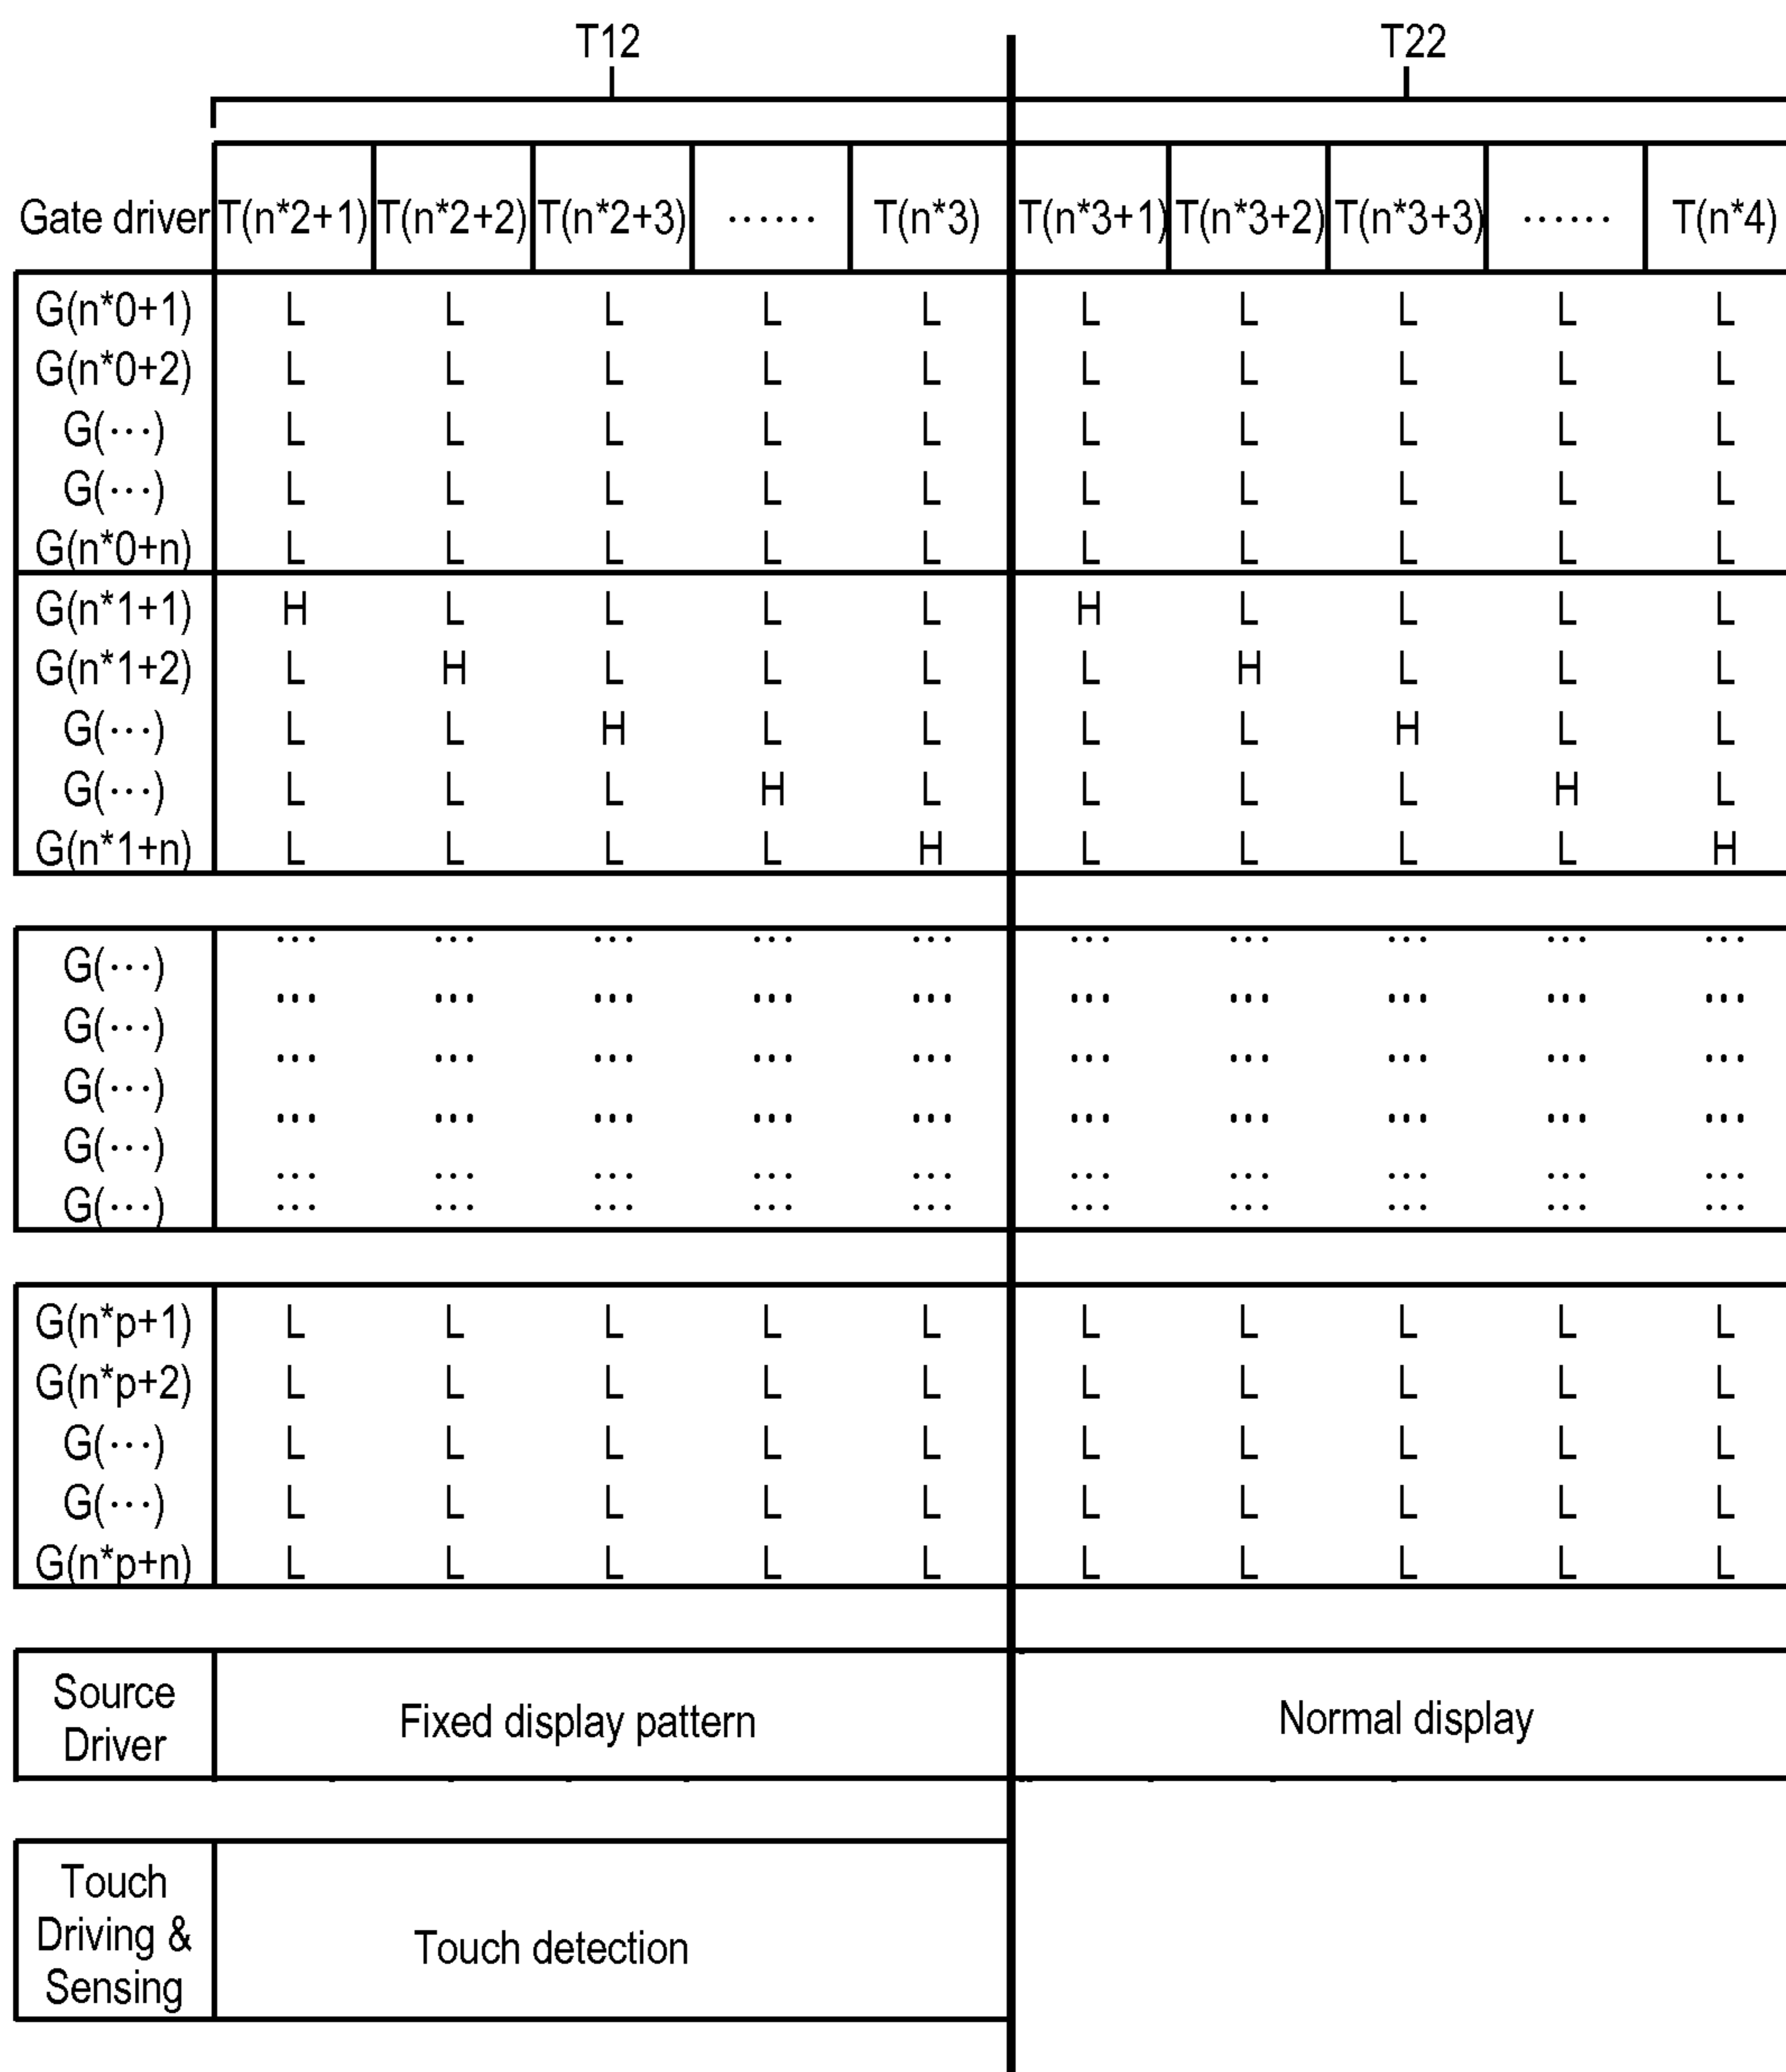 T12 T22
Gate driver T(n*2+1) T(n*2+2) T(n*2+3) ······ T(n*3) T(n*3+1) T(n*3+2) T(n*3+3) ······ T(n*4)
G(n*0+1) L L L L L L L L L L
G(n*0+2) L L L L L L L L L L
G(···) L L L L L L L L L L
G(···) L L L L L L L L L L
G(n*0+n) L L L L L L L L L L
G(n*1+1) H L L L L H L L L L
G(n*1+2) L H L L L L H L L L
G(···) L L H L L L L H L L
G(···) L L L H L L L L H L
G(n*1+n) L L L L H L L L L H
··· ··· ··· ··· ··· ··· ··· ··· ··· ···
G(···)
··· ··· ··· ··· ··· ··· ··· ··· ··· ···
G(···)
··· ··· ··· ··· ··· ··· ··· ··· ··· ···
G(···)
··· ··· ··· ··· ··· ··· ··· ··· ··· ···
G(···)
··· ··· ··· ··· ··· ··· ··· ··· ··· ···
G(···) ··· ··· ··· ··· ··· ··· ··· ··· ··· ···
G(n*p+1) L L L L L L L L L L
G(n*p+2) L L L L L L L L L L
G(···) L L L L L L L L L L
G(···) L L L L L L L L L L
G(n*p+n) L L L L L L L L L L
Source
Driver
Fixed display pattern
Normal display
Touch
Driving &
Sensing
Touch detection